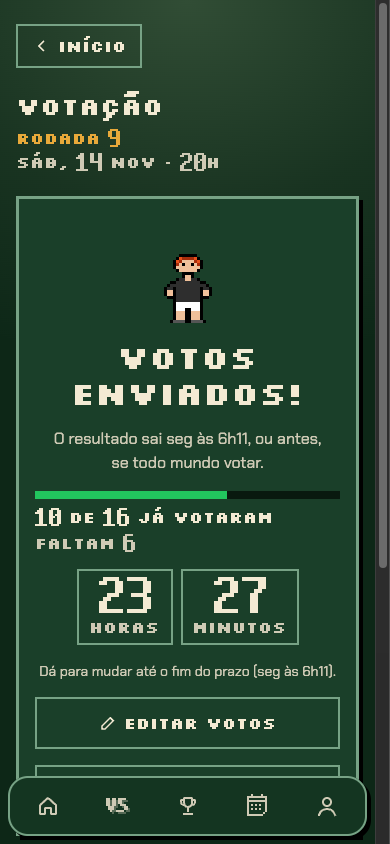 INÍCIO
VOTAÇÃO
RODADA 9
SÁB, 14 NOV · 20H
VOTOS
ENVIADOS!
O resultado sai seg às 6h11, ou antes,
se todo mundo votar.
10 DE 16 JÁ VOTARAM
FALTAM 6
23 27
HORAS MINUTOS
Dá para mudar até o fim do prazo (seg às 6h11).
EDITAR VOTOS
VS